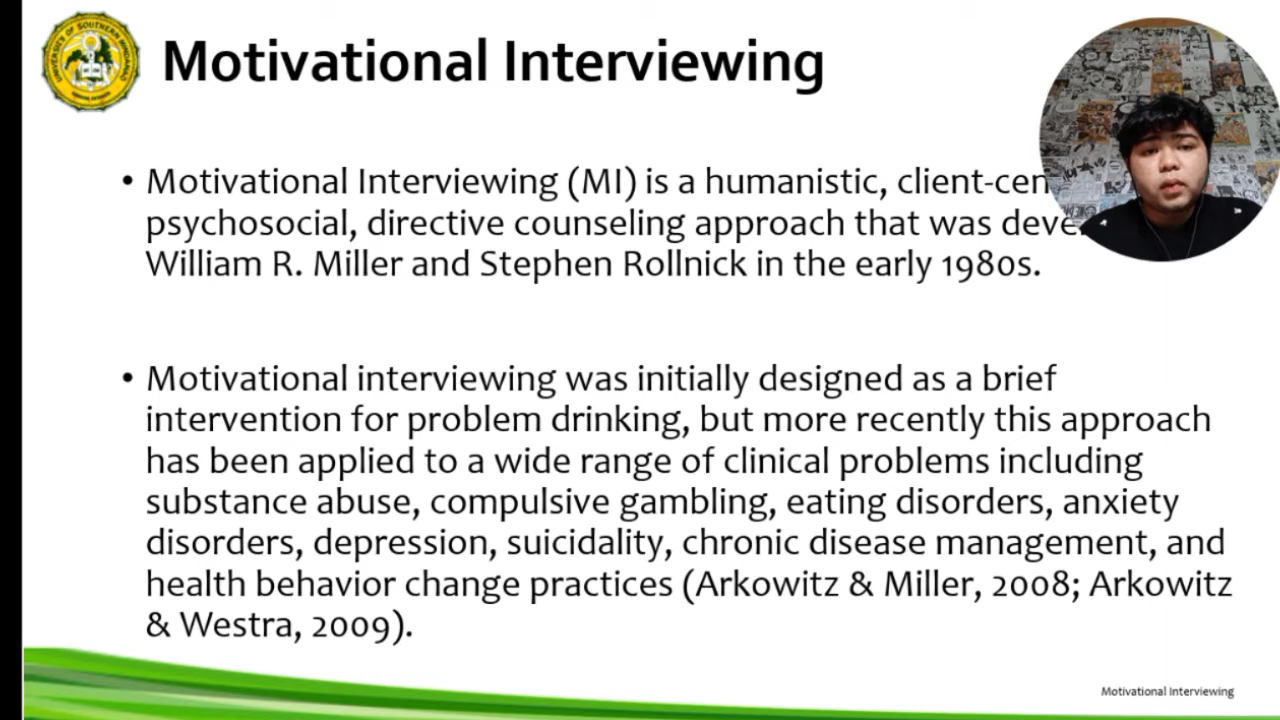 Motivational Interviewing
• Motivational Interviewing (MI) is a humanistic,
psychosocial, directive counseling approach that was
William R. Miller and Stephen Rollnick in the early 1980s.
• Motivational interviewing was initially designed as a brief
intervention for problem drinking, but more recently this approach
has been applied to a wide range of clinical problems including
substance abuse, compulsive gambling, eating disorders, anxiety
disorders, depression, suicidality, chronic disease management, and
health behavior change practices (Arkowitz & Miller, 2008; Arkowitz
& Westra, 2009).
Motivational Interviewing